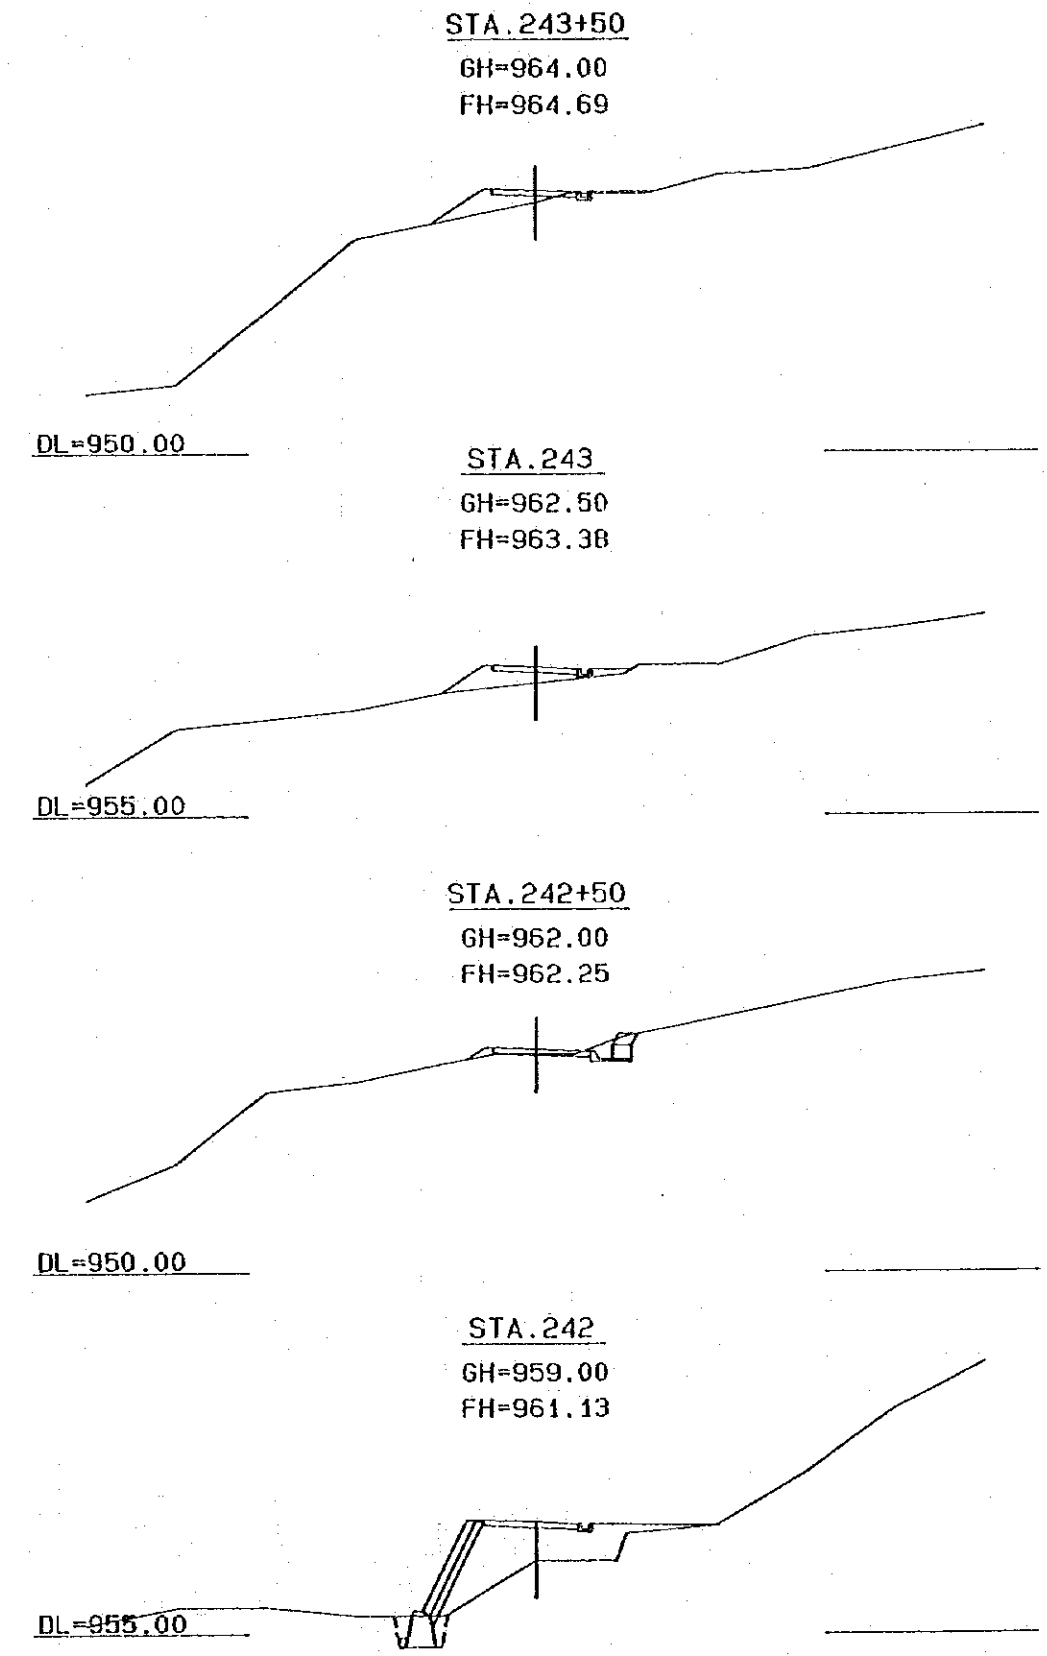 STA.243+50
GH=964.00
FH=964.69
DL=950.00
STA.243
GH=962.50
FH=963.38
DL=955.00
STA.242+50
GH=962.00
FH=962.25
DL=950.00
STA.242
GH=959.00
FH=961.13
DL=955.00